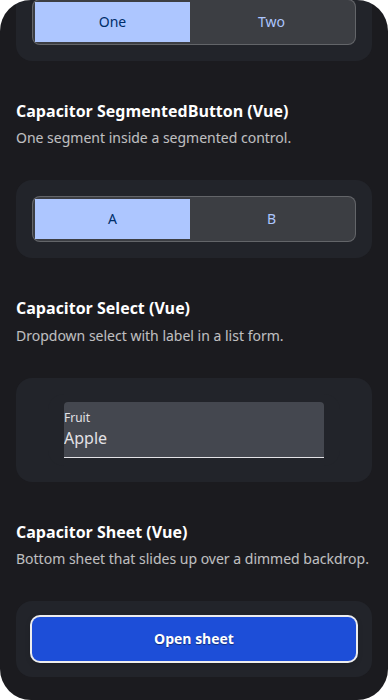 One
Two
Capacitor SegmentedButton (Vue)
One segment inside a segmented control.
A
B
Capacitor Select (Vue)
Dropdown select with label in a list form.
Fruit
Apple
Capacitor Sheet (Vue)
Bottom sheet that slides up over a dimmed backdrop.
Open sheet